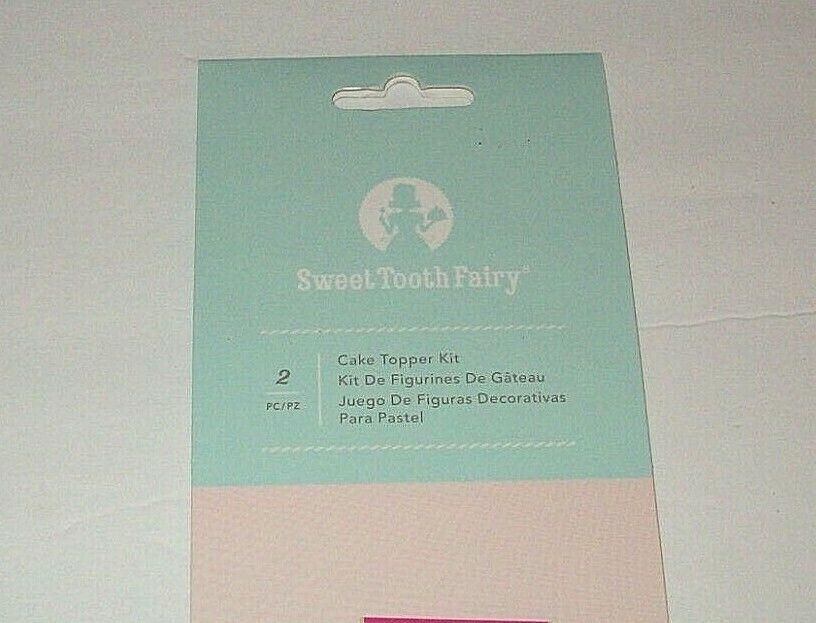 Sweet Tooth Fairy®
2
PC/PZ
Cake Topper Kit
Kit De Figurines De Gâteau
Juego De Figuras Decorativas
Para Pastel